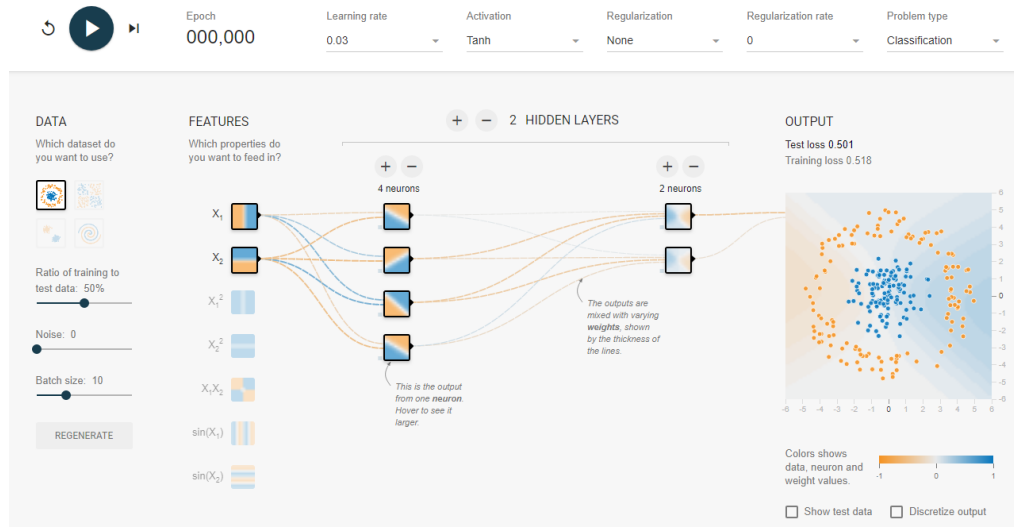 Epoch
000,000
Learning rate
0.03
Activation
Tanh
Regularization
None
Regularization rate
0
Problem type
Classification
DATA
Which dataset do
you want to use?
Ratio of training to
test data: 50%
Noise: 0
Batch size: 10
REGENERATE
FEATURES
Which properties do
you want to feed in?
X₁
X₂
X₁²
X₂²
X₁X₂
sin(X₁)
sin(X₂)
+ − 2 HIDDEN LAYERS
+ −
4 neurons
+ −
2 neurons
This is the output
from one neuron.
Hover to see it
larger.
The outputs are
mixed with varying
weights, shown
by the thickness of
the lines.
OUTPUT
Test loss 0.501
Training loss 0.518
6
5
4
3
2
1
0
-1
-2
-3
-4
-5
-6
-6 -5 -4 -3 -2 -1 0 1 2 3 4 5 6
Colors shows
data, neuron and
weight values.
-1 0 1
Show test data
Discretize output